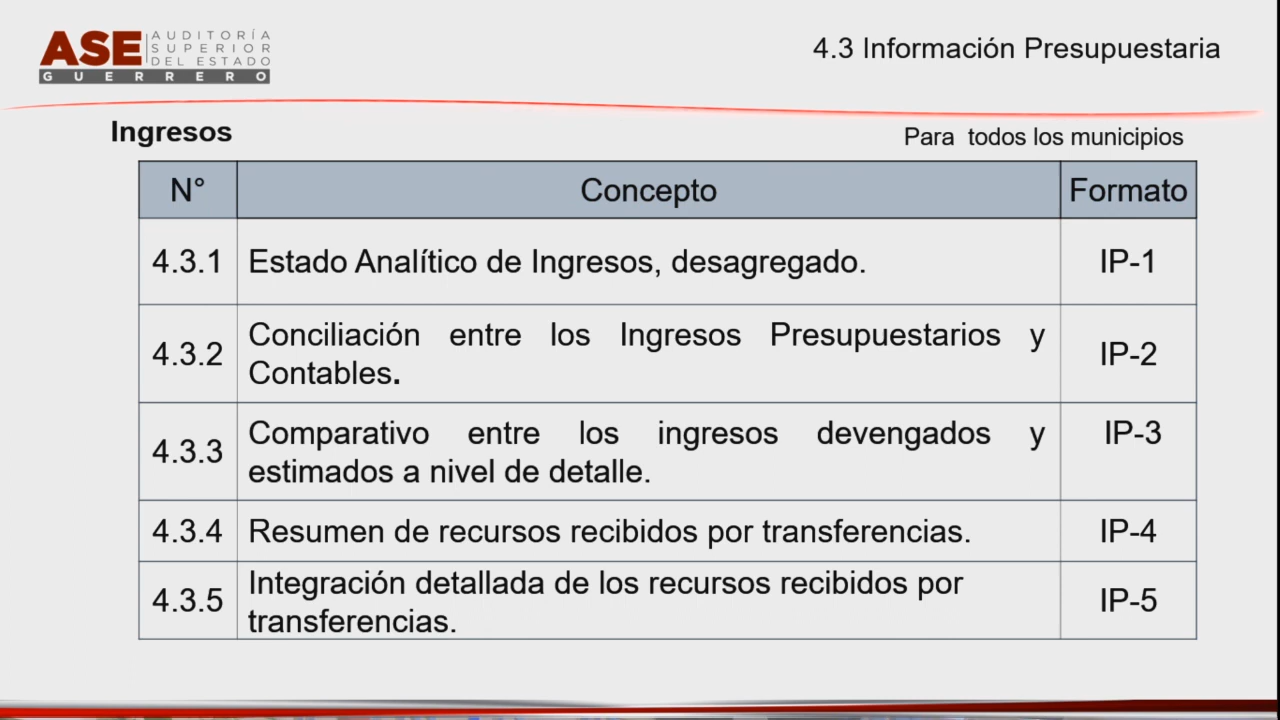 ASE AUDITORÍA
SUPERIOR
DEL ESTADO
GUERRERO
4.3 Información Presupuestaria
Ingresos
Para todos los municipios
N° Concepto Formato
4.3.1 Estado Analítico de Ingresos, desagregado. IP-1
4.3.2 Conciliación entre los Ingresos Presupuestarios y
Contables. IP-2
4.3.3 Comparativo entre los ingresos devengados y
estimados a nivel de detalle. IP-3
4.3.4 Resumen de recursos recibidos por transferencias. IP-4
4.3.5 Integración detallada de los recursos recibidos por
transferencias. IP-5